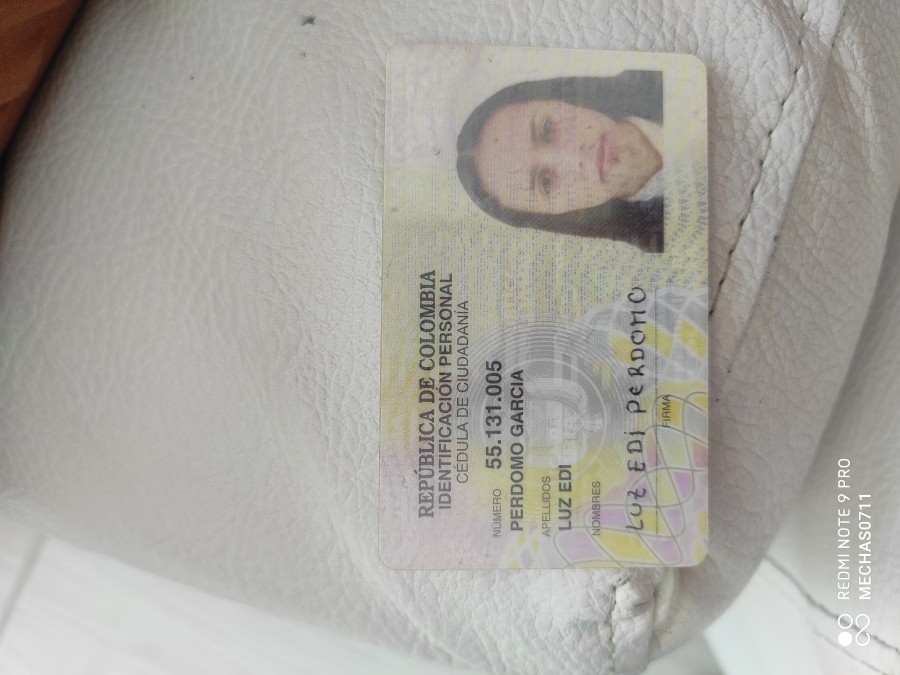 REPÚBLICA DE COLOMBIA
IDENTIFICACIÓN PERSONAL
CÉDULA DE CIUDADANÍA
NÚMERO 55.131.005
PERDOMO GARCIA
APELLIDOS
LUZ EDI
NOMBRES
LUZ EDI PERDOMO
FIRMA
REDMI NOTE 9 PRO
MECHAS0711